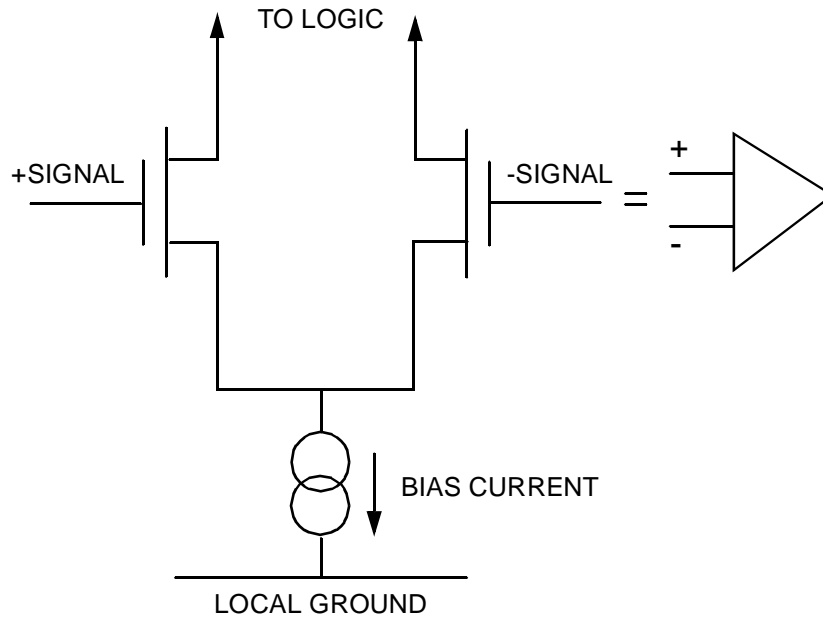 TO LOGIC
+SIGNAL
-SIGNAL
=
+
-
BIAS CURRENT
LOCAL GROUND